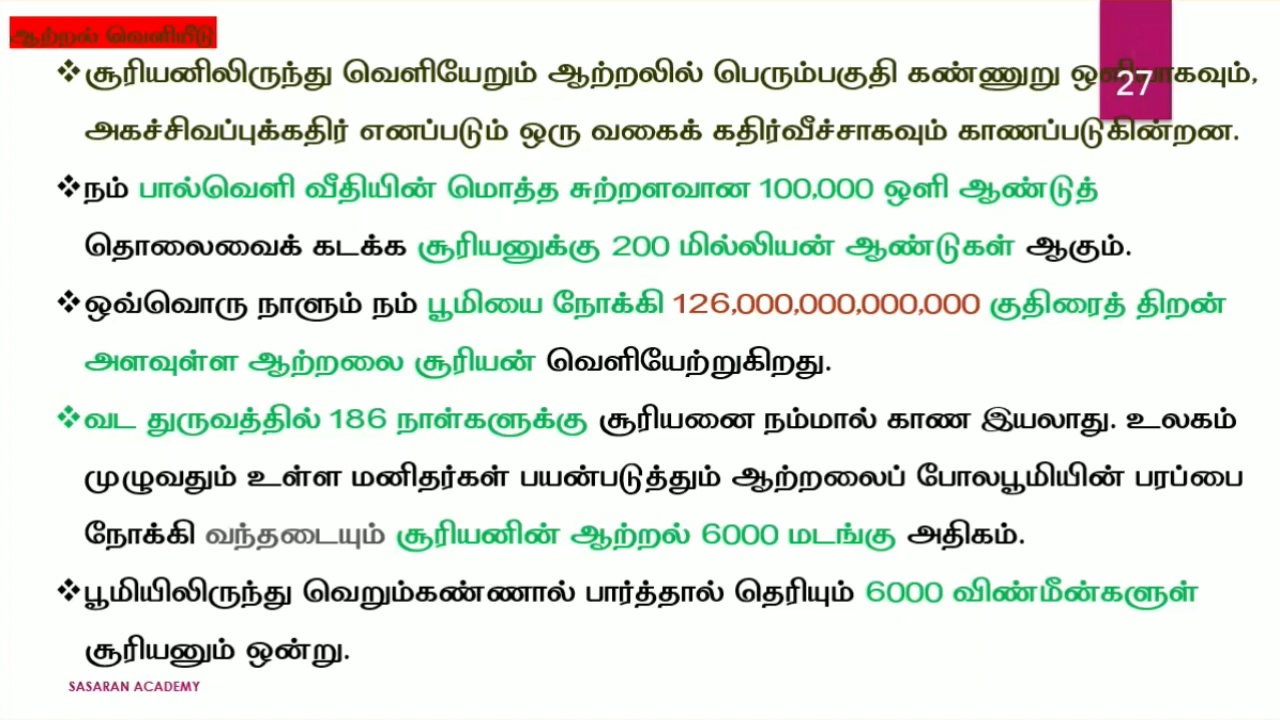 ஆற்றல் வெளியீடு
27
❖சூரியனிலிருந்து வெளியேறும் ஆற்றலில் பெரும்பகுதி கண்ணுறு ஒளியாகவும்,
அகச்சிவப்புக்கதிர் எனப்படும் ஒரு வகைக் கதிர்வீச்சாகவும் காணப்படுகின்றன.
❖நம் பால்வெளி வீதியின் மொத்த சுற்றளவான 100,000 ஒளி ஆண்டுத்
தொலைவைக் கடக்க சூரியனுக்கு 200 மில்லியன் ஆண்டுகள் ஆகும்.
❖ஒவ்வொரு நாளும் நம் பூமியை நோக்கி 126,000,000,000,000 குதிரைத் திறன்
அளவுள்ள ஆற்றலை சூரியன் வெளியேற்றுகிறது.
❖வட துருவத்தில் 186 நாள்களுக்கு சூரியனை நம்மால் காண இயலாது. உலகம்
முழுவதும் உள்ள மனிதர்கள் பயன்படுத்தும் ஆற்றலைப் போலபூமியின் பரப்பை
நோக்கி வந்தடையும் சூரியனின் ஆற்றல் 6000 மடங்கு அதிகம்.
❖பூமியிலிருந்து வெறும்கண்ணால் பார்த்தால் தெரியும் 6000 விண்மீன்களுள்
சூரியனும் ஒன்று.
SASARAN ACADEMY